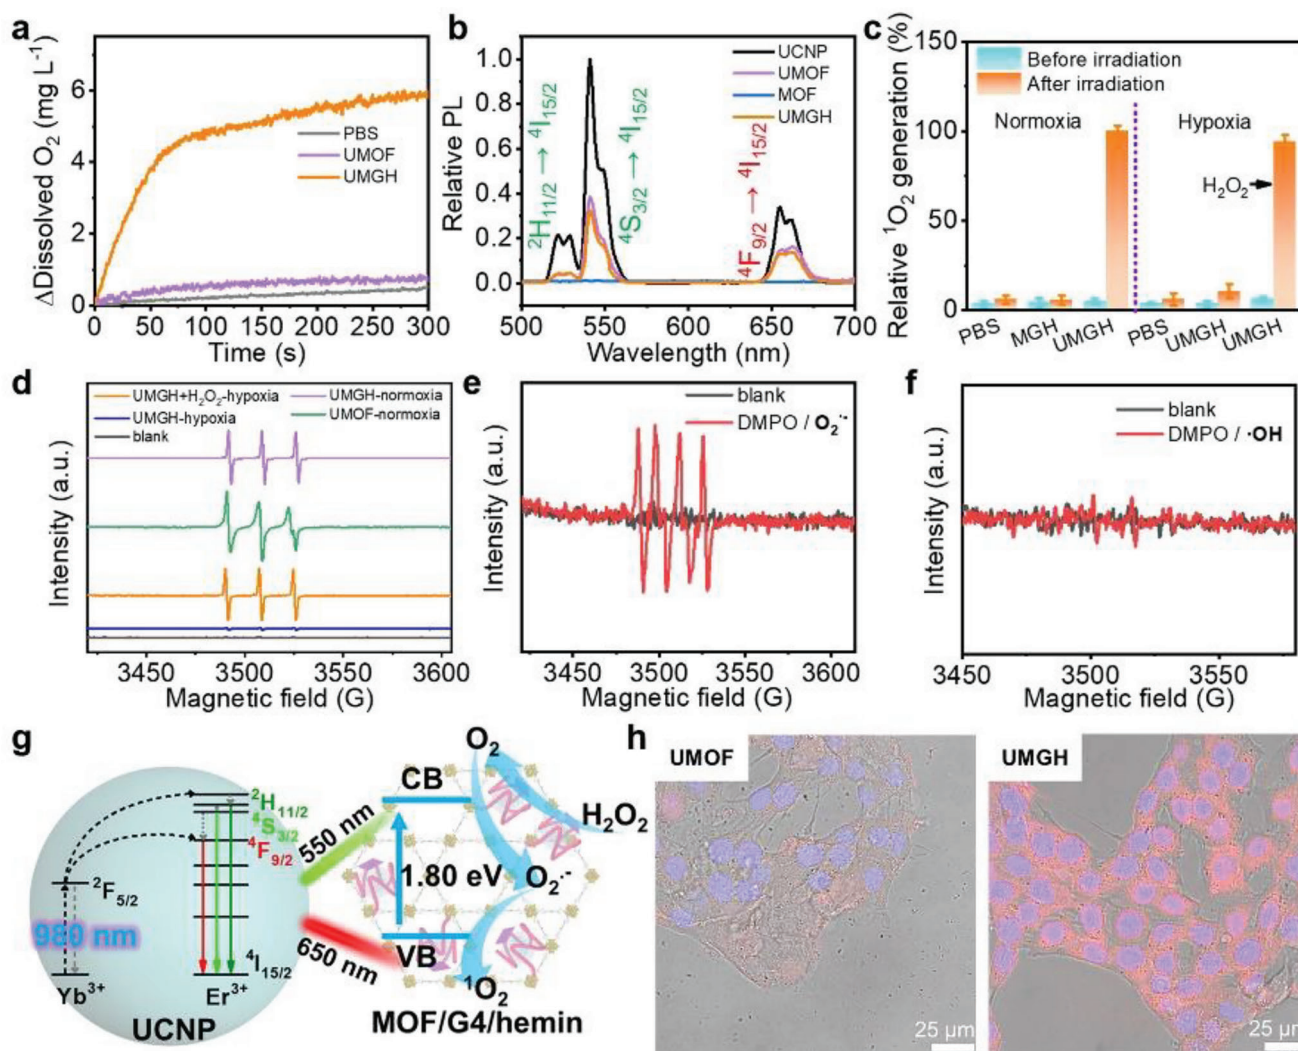 a
ΔDissolved O₂ (mg L⁻¹)
6
4
2
0
PBS
UMOF
UMGH
0 50 100 150 200 250 300
Time (s)
b
Relative PL
1.0
0.8
0.6
0.4
0.2
0.0
²H₁₁/₂ → ⁴I₁₅/₂
⁴S₃/₂ → ⁴I₁₅/₂
⁴F₉/₂ → ⁴I₁₅/₂
UCNP
UMOF
MOF
UMGH
500 550 600 650 700
Wavelength (nm)
c
Relative ¹O₂ generation (%)
150
100
50
0
Before irradiation
After irradiation
Normoxia
Hypoxia
H₂O₂
PBS MGH UMGH PBS UMGH UMGH
d
Intensity (a.u.)
UMGH+H₂O₂-hypoxia
UMGH-normoxia
UMGH-hypoxia
UMOF-normoxia
blank
3450 3500 3550 3600
Magnetic field (G)
e
Intensity (a.u.)
blank
DMPO / O₂·⁻
3450 3500 3550 3600
Magnetic field (G)
f
Intensity (a.u.)
blank
DMPO / ·OH
3450 3500 3550
Magnetic field (G)
g
²H₁₁/₂
⁴S₃/₂
⁴F₉/₂
²F₅/₂
980 nm
⁴I₁₅/₂
Yb³⁺
Er³⁺
UCNP
550 nm
650 nm
O₂
CB
H₂O₂
1.80 eV
O₂·⁻
VB
¹O₂
MOF/G4/hemin
h
UMOF
25 μm
UMGH
25 μm